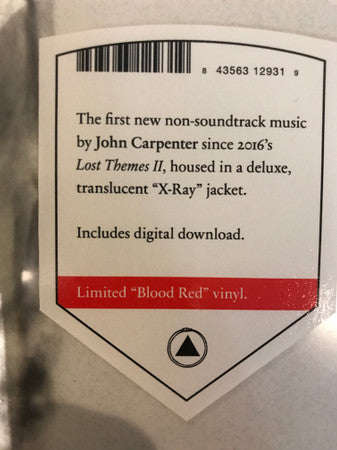 8 43563 12931 9
The first new non-soundtrack music
by John Carpenter since 2016's
Lost Themes II, housed in a deluxe,
translucent “X-Ray” jacket.
Includes digital download.
Limited “Blood Red” vinyl.